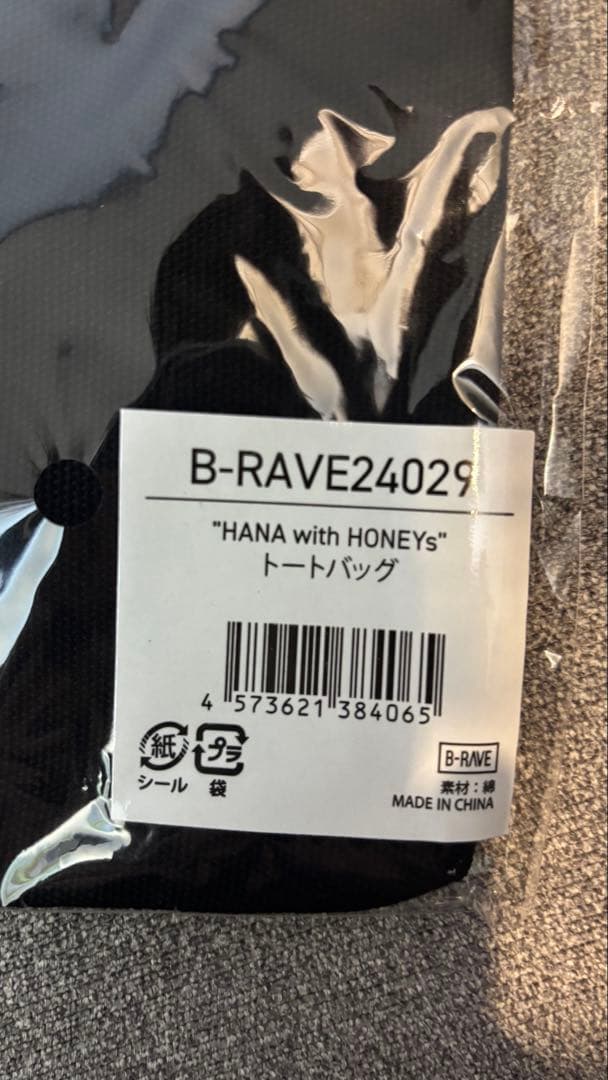 B-RAVE24029
"HANA with HONEYs"
トートバッグ
4 573621 384065
紙 プラ
シール 袋
B-RAVE
素材：綿
MADE IN CHINA